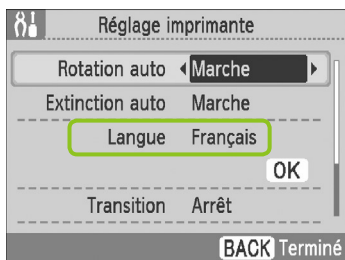 Réglage imprimante
Rotation auto Marche
Extinction auto Marche
Langue Français
OK
Transition Arrêt
BACK Terminé